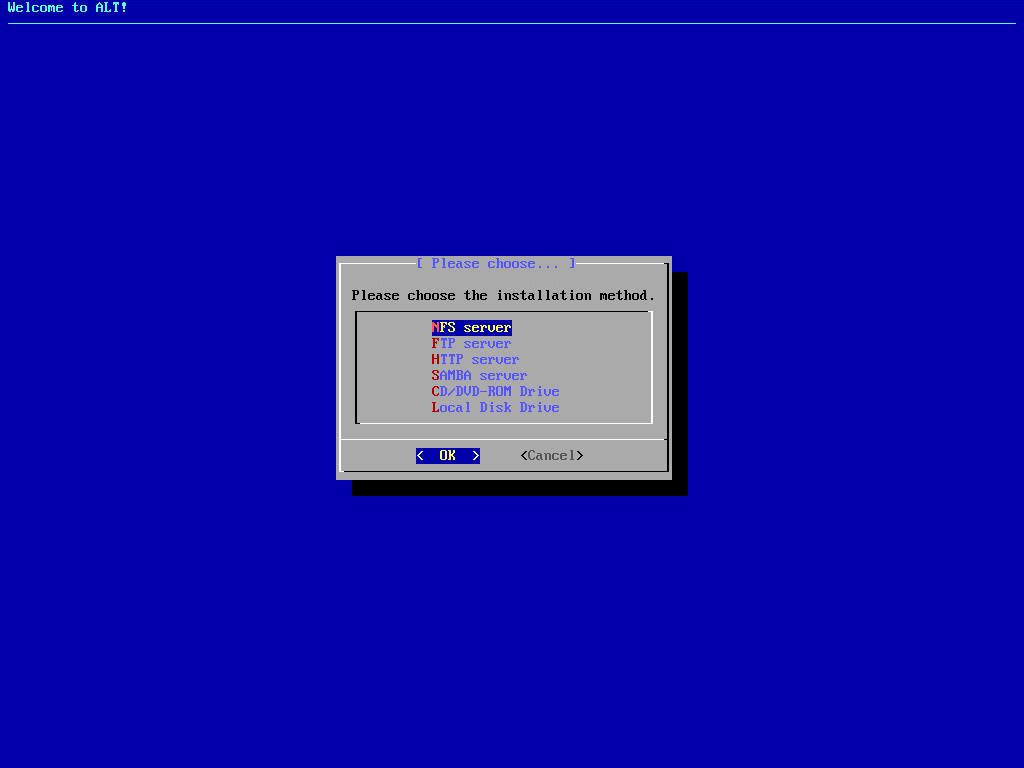 Welcome to ALT!
[ Please choose... ]
Please choose the installation method.
NFS server
FTP server
HTTP server
SAMBA server
CD/DVD-ROM Drive
Local Disk Drive
< OK > <Cancel>